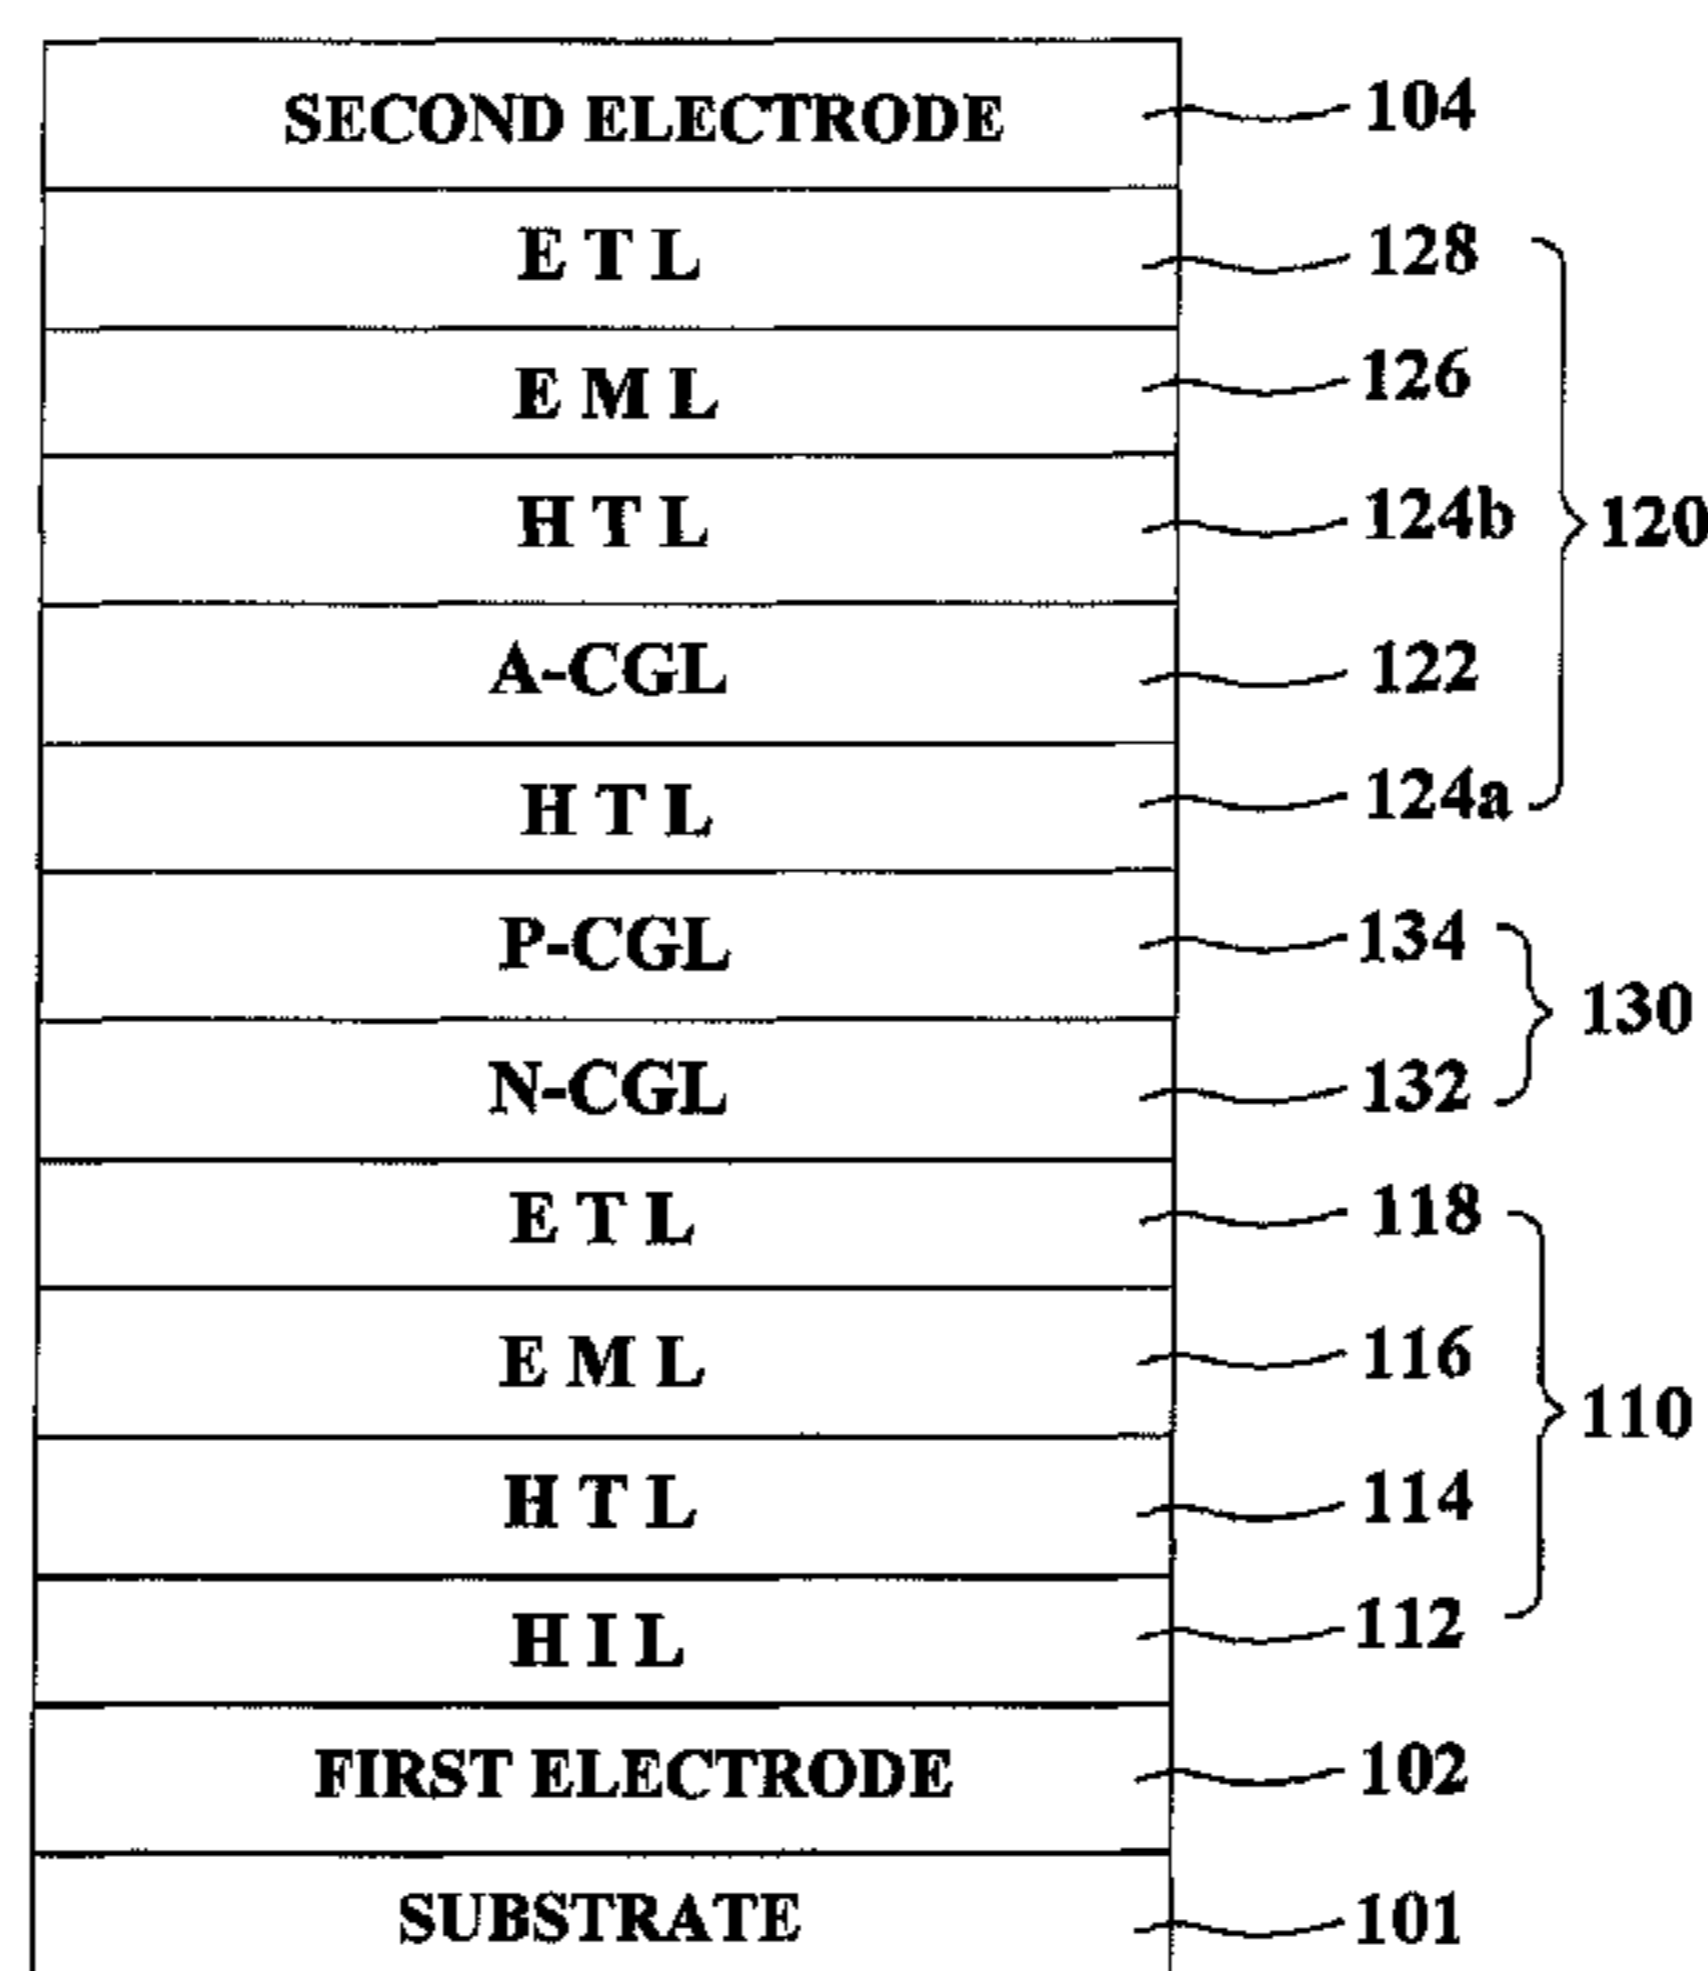 SECOND ELECTRODE 104
E T L 128
E M L 126
H T L 124b
120
A-CGL 122
H T L 124a
P-CGL 134
130
N-CGL 132
E T L 118
E M L 116
110
H T L 114
H I L 112
FIRST ELECTRODE 102
SUBSTRATE 101